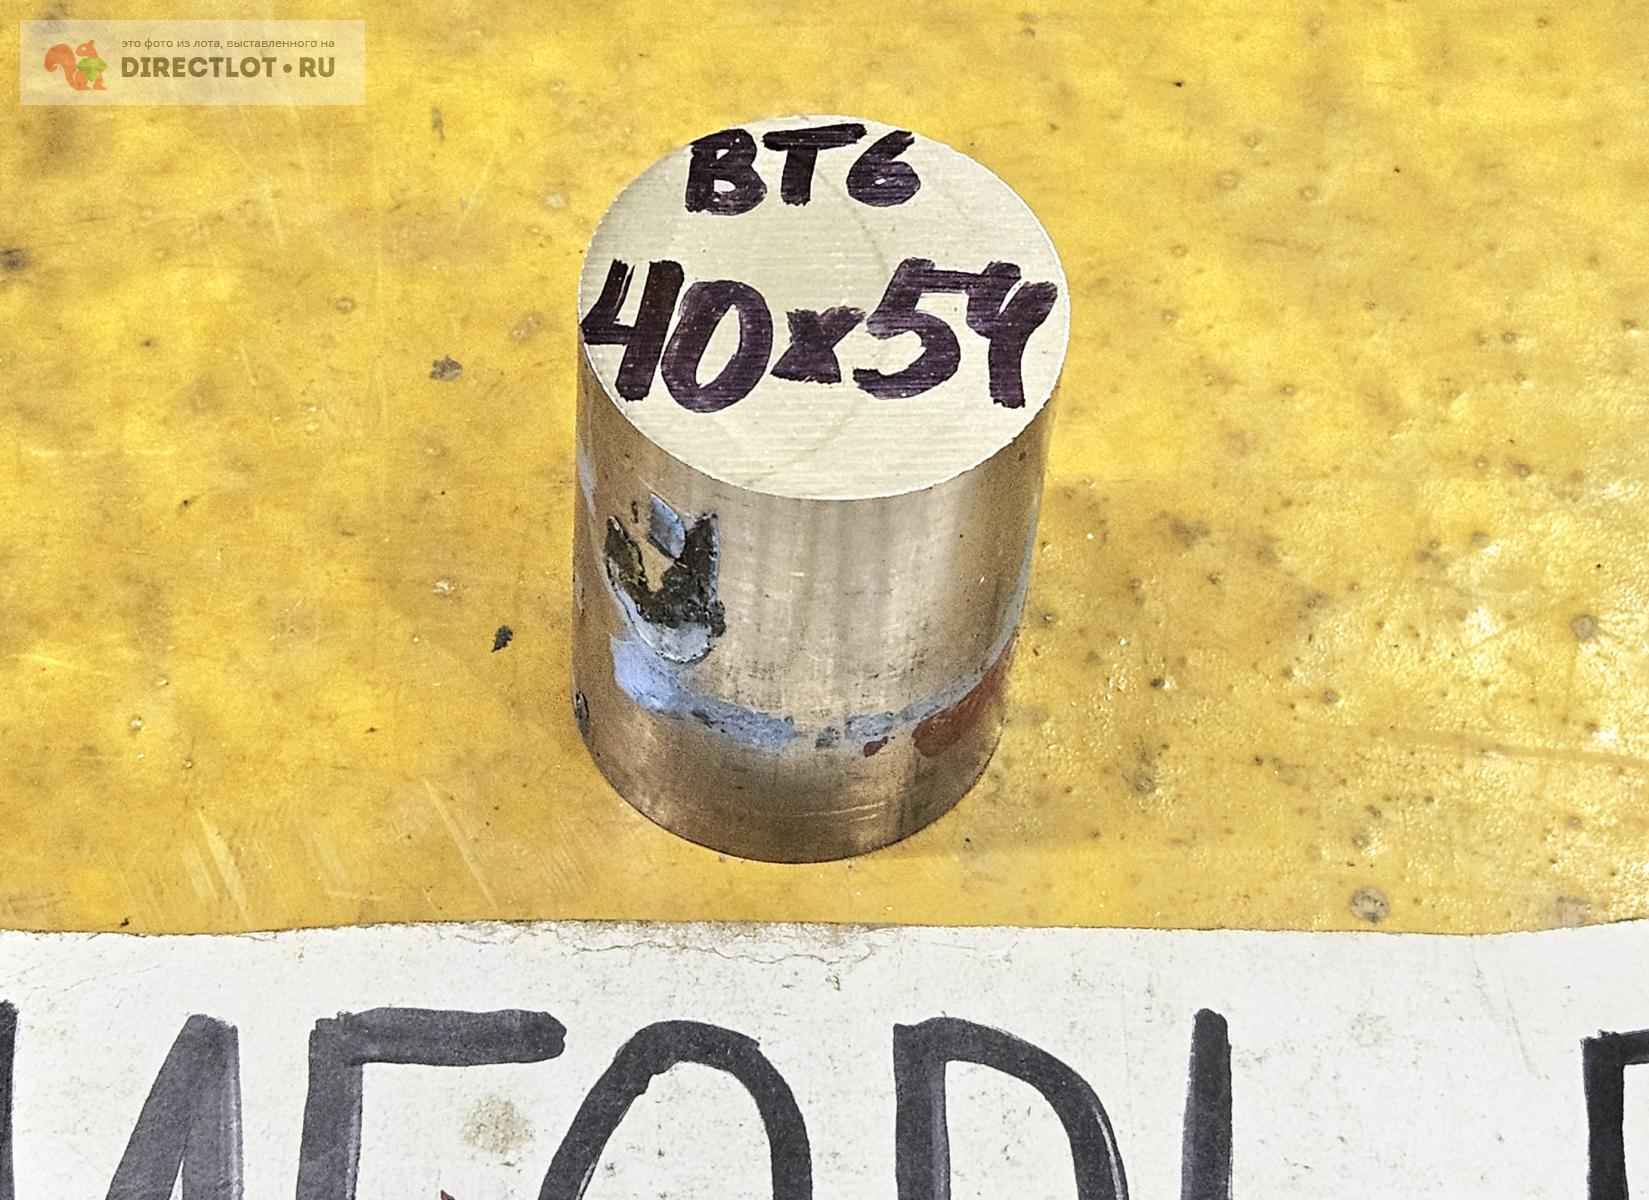 это фото из лота, выставленного на
DIRECTLOT.RU
ВТ6
40х54